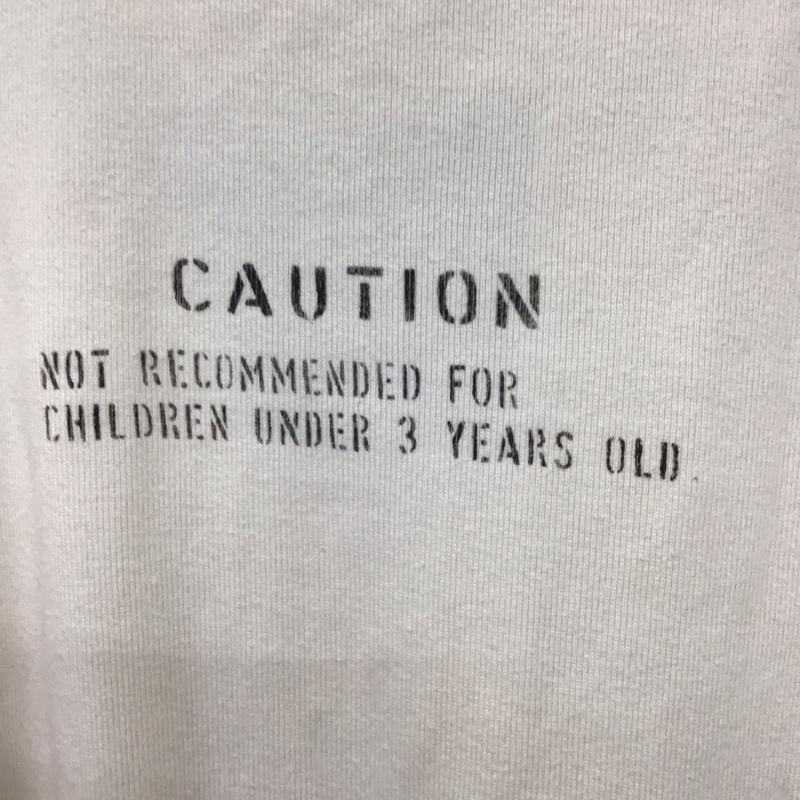 CAUTION
NOT RECOMMENDED FOR
CHILDREN UNDER 3 YEARS OLD.